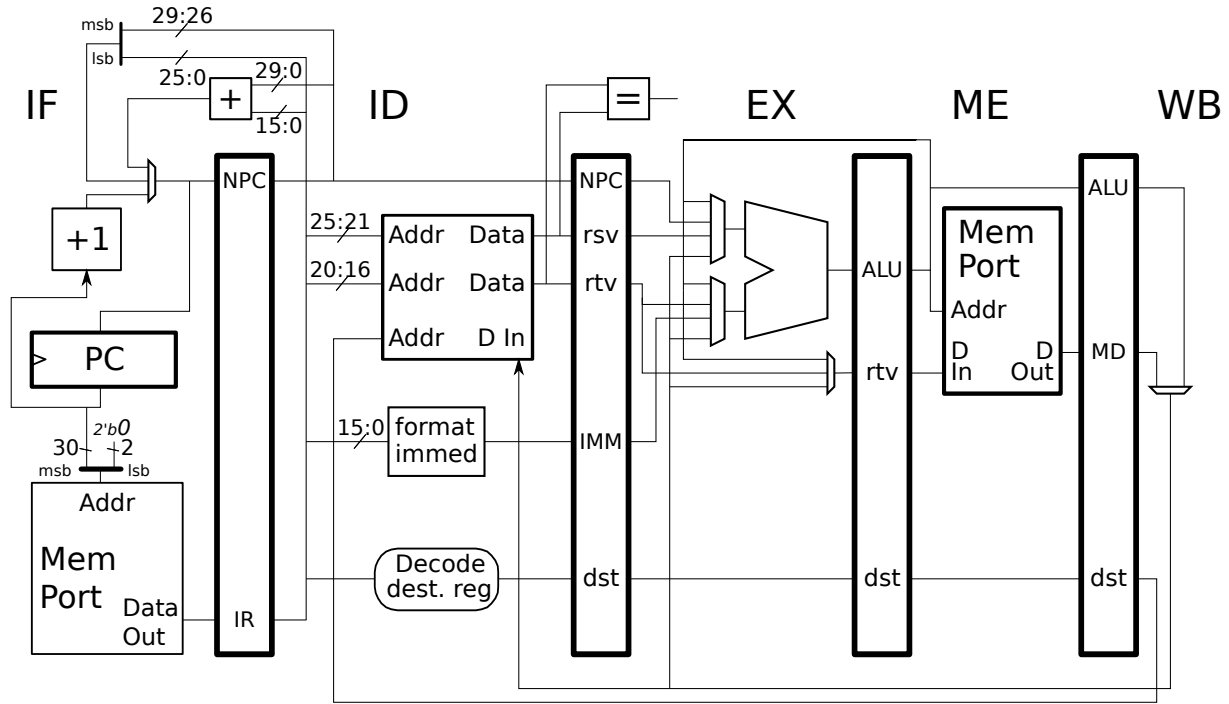 29:26
msb
lsb
25:0
29:0
15:0
+
=
IF
ID
EX
ME
WB
NPC
NPC
ALU
+1
25:21
Addr
Data
rsv
20:16
Addr
Data
rtv
Addr
D In
ALU
Mem
Port
Addr
D
In
D
Out
MD
PC
rtv
2'b0
30
2
msb
lsb
15:0
format
immed
IMM
Addr
Mem
Port
Data
Out
IR
Decode
dest. reg
dst
dst
dst